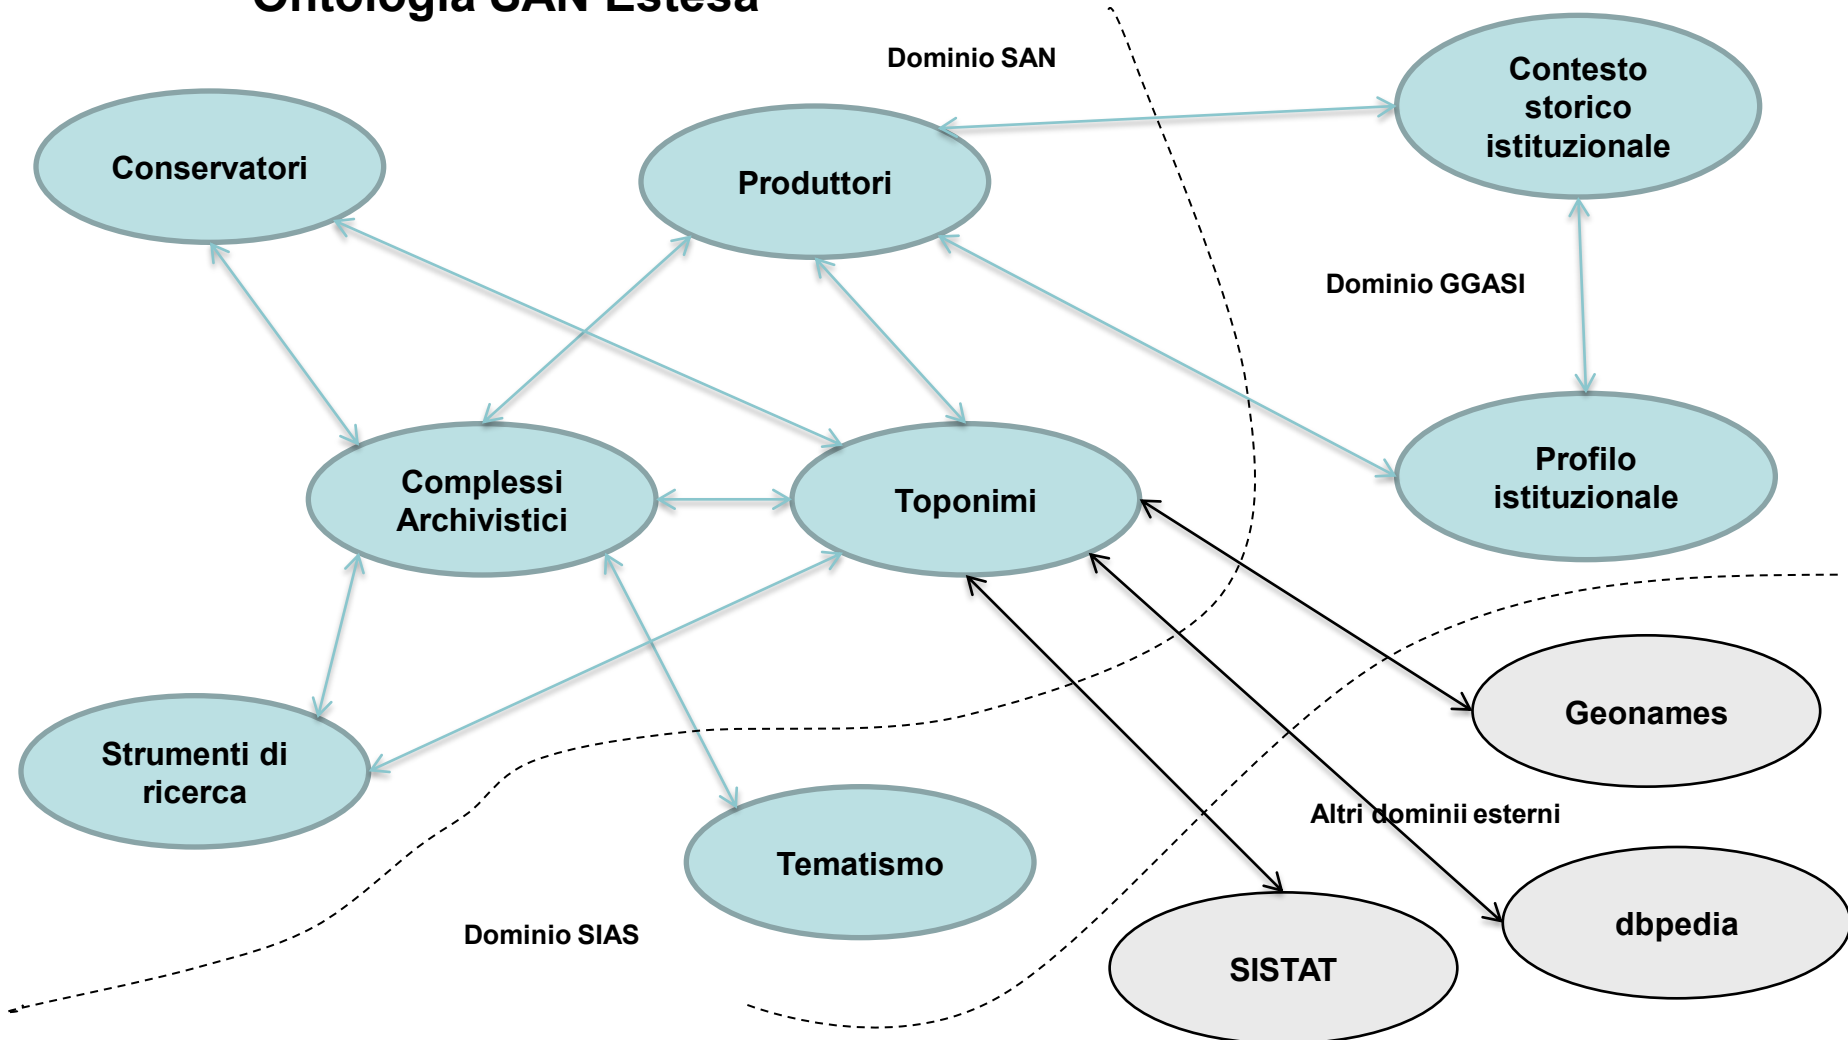 Ontologia SAN Estesa
Dominio SAN
Contesto
storico
istituzionale
Conservatori
Produttori
Dominio GGASI
Complessi
Archivistici
Toponimi
Profilo
istituzionale
Strumenti di
ricerca
Geonames
Altri dominii esterni
Tematismo
dbpedia
Dominio SIAS
SISTAT